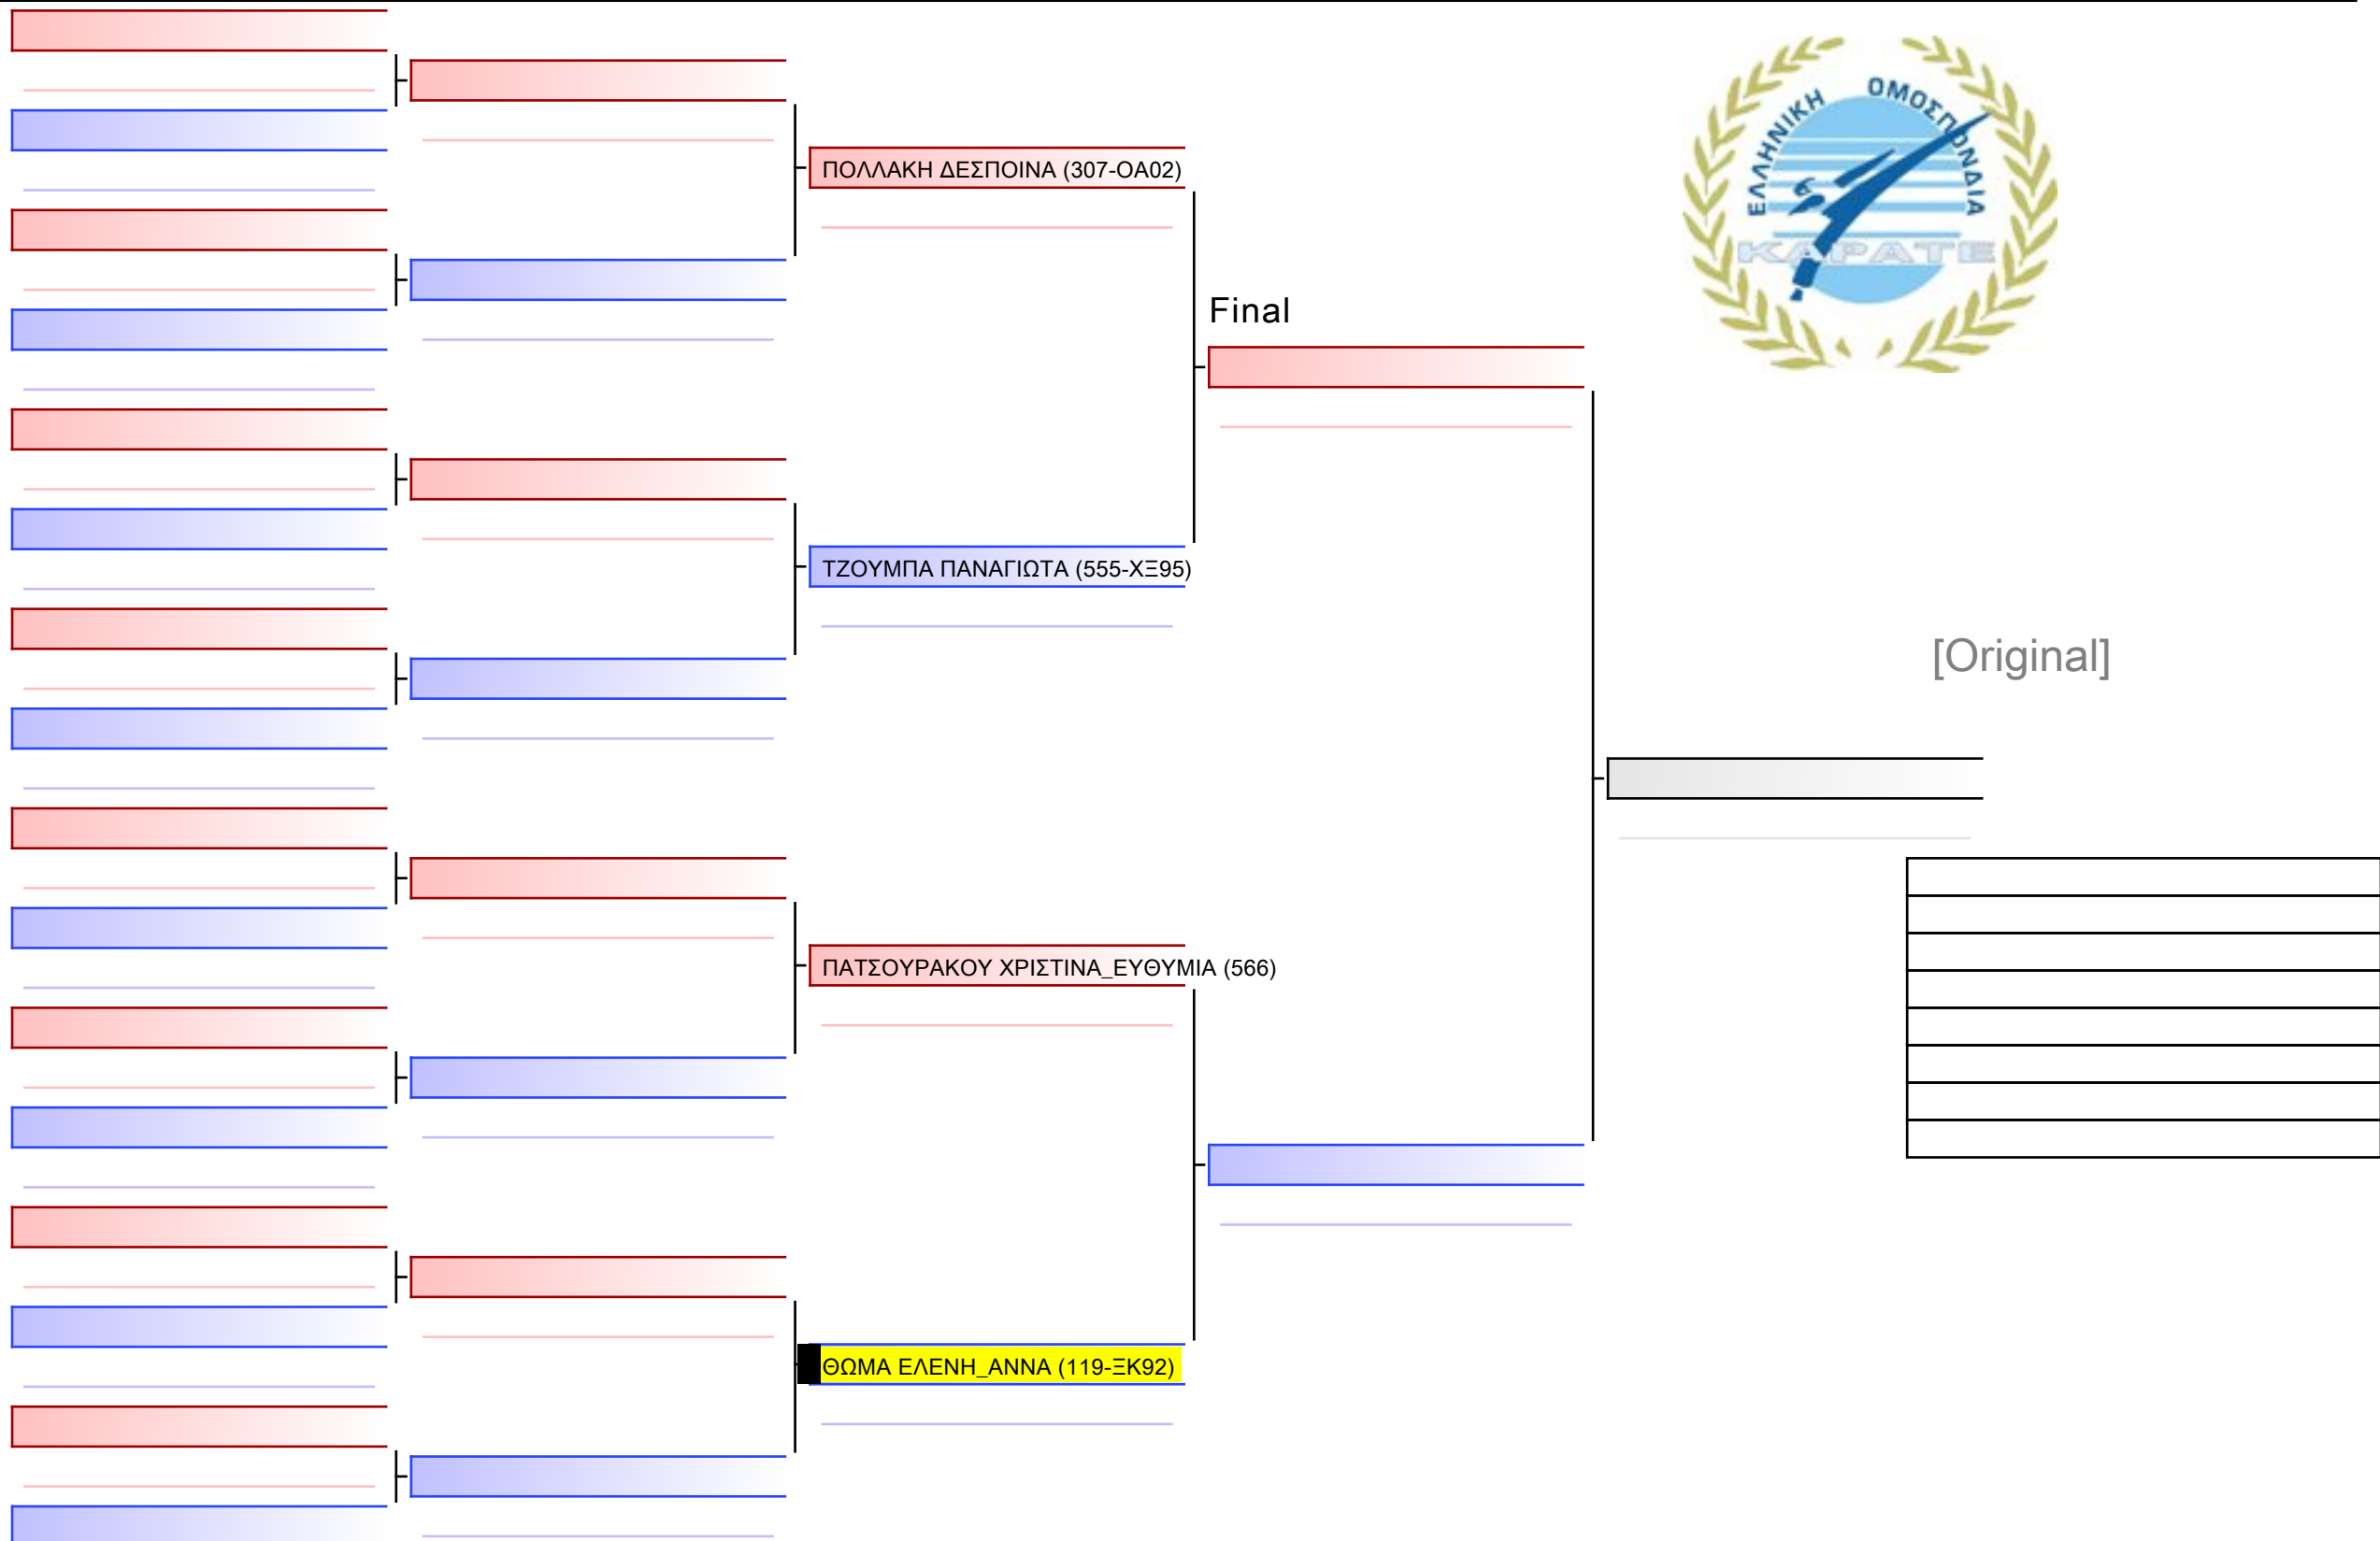 ΕΛΛΗΝΙΚΗ ΟΜΟΣΠΟΝΔΙΑ
ΚΑΡΑΤΕ
ΠΟΛΛΑΚΗ ΔΕΣΠΟΙΝΑ (307-ΟΑ02)
Final
ΤΖΟΥΜΠΑ ΠΑΝΑΓΙΩΤΑ (555-ΧΞ95)
[Original]
ΠΑΤΣΟΥΡΑΚΟΥ ΧΡΙΣΤΙΝΑ_ΕΥΘΥΜΙΑ (566)
ΘΩΜΑ ΕΛΕΝΗ_ΑΝΝΑ (119-ΞΚ92)